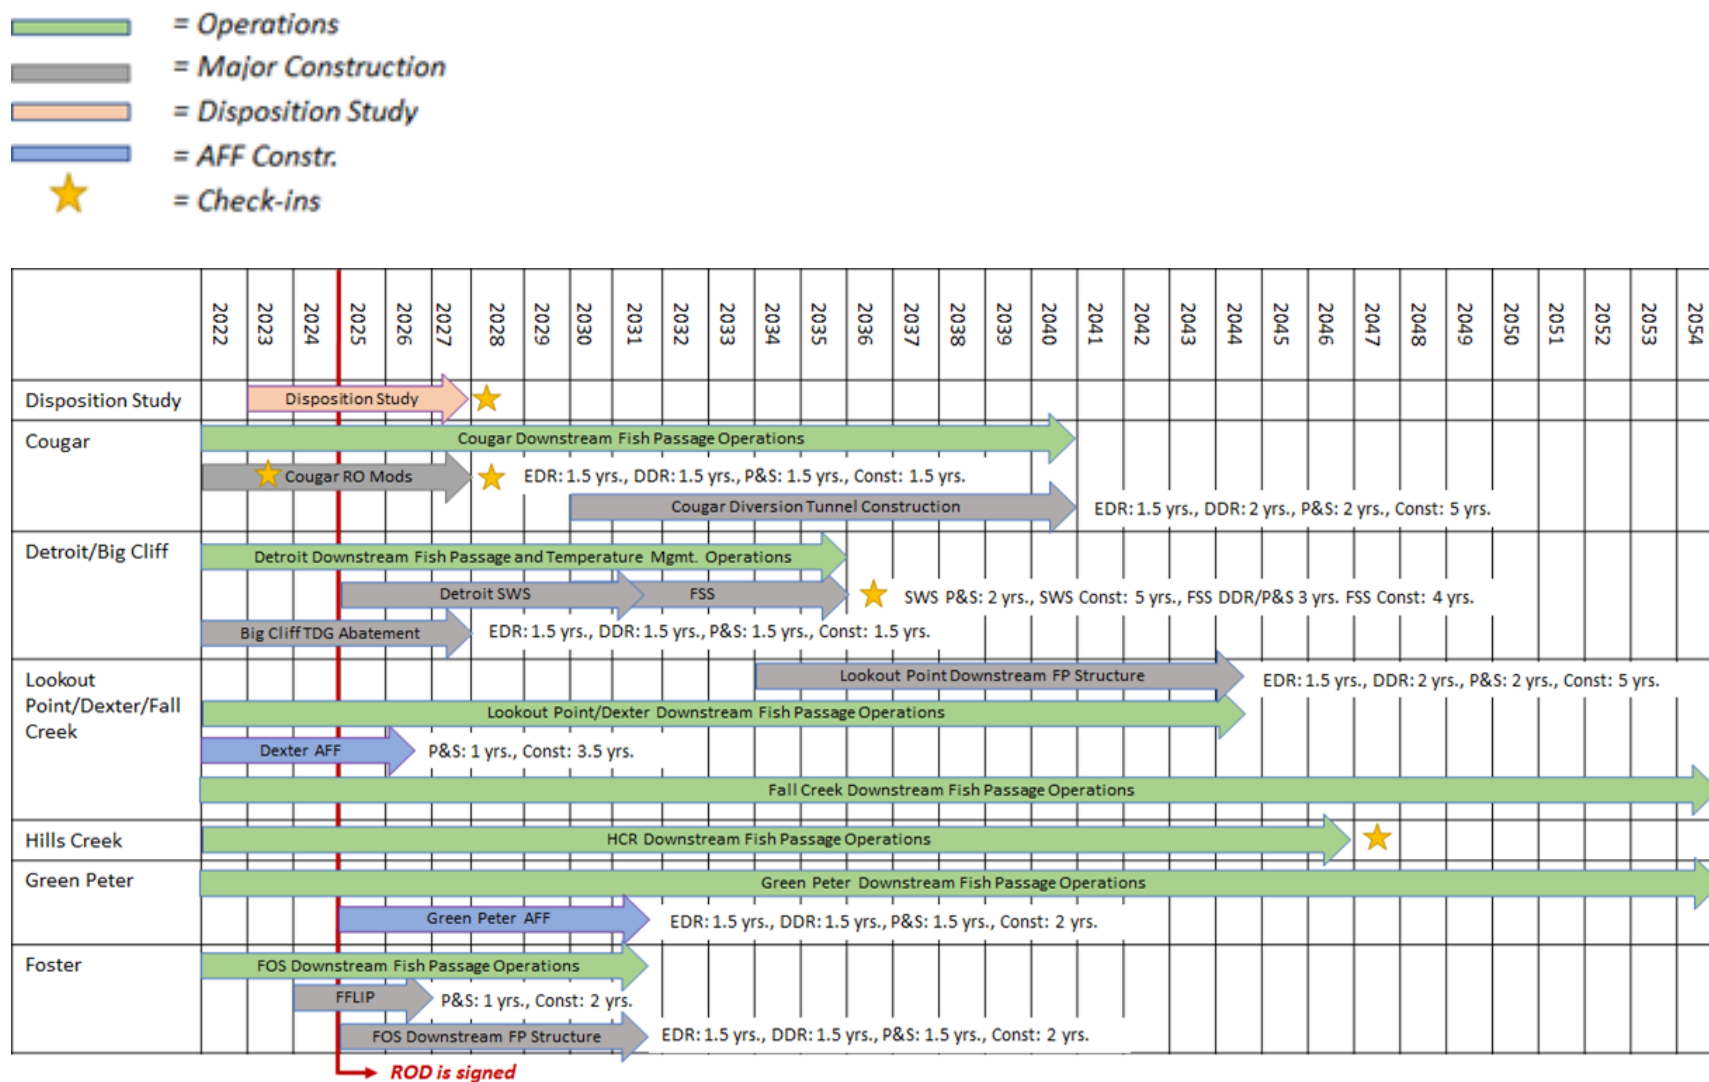 = Operations
= Major Construction
= Disposition Study
= AFF Constr.
= Check-ins
2022 2023 2024 2025 2026 2027 2028 2029 2030 2031 2032 2033 2034 2035 2036 2037 2038 2039 2040 2041 2042 2043 2044 2045 2046 2047 2048 2049 2050 2051 2052 2053 2054
Disposition Study
Disposition Study
Cougar
Cougar Downstream Fish Passage Operations
Cougar RO Mods
EDR: 1.5 yrs., DDR: 1.5 yrs., P&S: 1.5 yrs., Const: 1.5 yrs.
Cougar Diversion Tunnel Construction
EDR: 1.5 yrs., DDR: 2 yrs., P&S: 2 yrs., Const: 5 yrs.
Detroit/Big Cliff
Detroit Downstream Fish Passage and Temperature Mgmt. Operations
Detroit SWS
FSS
SWS P&S: 2 yrs., SWS Const: 5 yrs., FSS DDR/P&S 3 yrs. FSS Const: 4 yrs.
Big Cliff TDG Abatement
EDR: 1.5 yrs., DDR: 1.5 yrs., P&S: 1.5 yrs., Const: 1.5 yrs.
Lookout
Point/Dexter/Fall
Creek
Lookout Point Downstream FP Structure
EDR: 1.5 yrs., DDR: 2 yrs., P&S: 2 yrs., Const: 5 yrs.
Lookout Point/Dexter Downstream Fish Passage Operations
Dexter AFF
P&S: 1 yrs., Const: 3.5 yrs.
Fall Creek Downstream Fish Passage Operations
Hills Creek
HCR Downstream Fish Passage Operations
Green Peter
Green Peter Downstream Fish Passage Operations
Green Peter AFF
EDR: 1.5 yrs., DDR: 1.5 yrs., P&S: 1.5 yrs., Const: 2 yrs.
Foster
FOS Downstream Fish Passage Operations
FFLIP
P&S: 1 yrs., Const: 2 yrs.
FOS Downstream FP Structure
EDR: 1.5 yrs., DDR: 1.5 yrs., P&S: 1.5 yrs., Const: 2 yrs.
ROD is signed